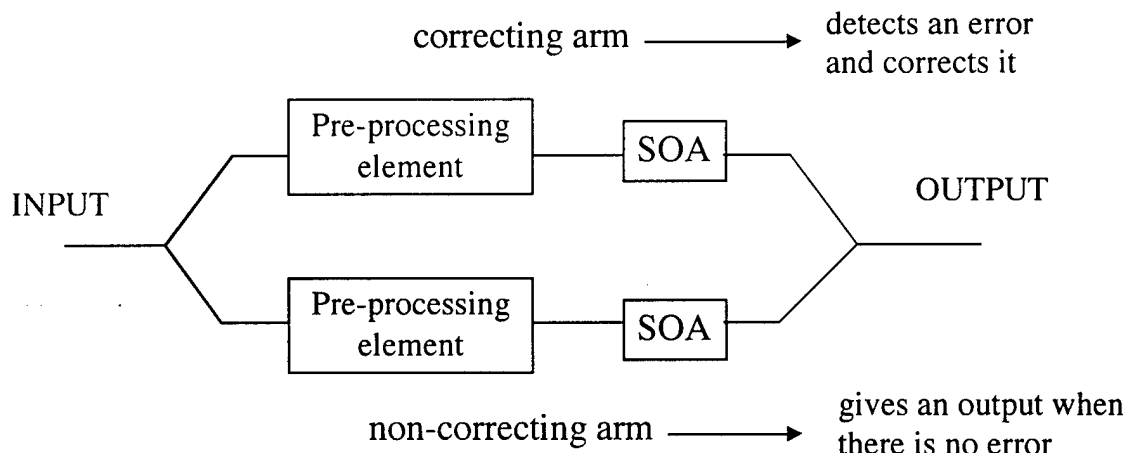 correcting arm
detects an error
and corrects it
Pre-processing
element
SOA
INPUT
OUTPUT
Pre-processing
element
SOA
non-correcting arm
gives an output when
there is no error